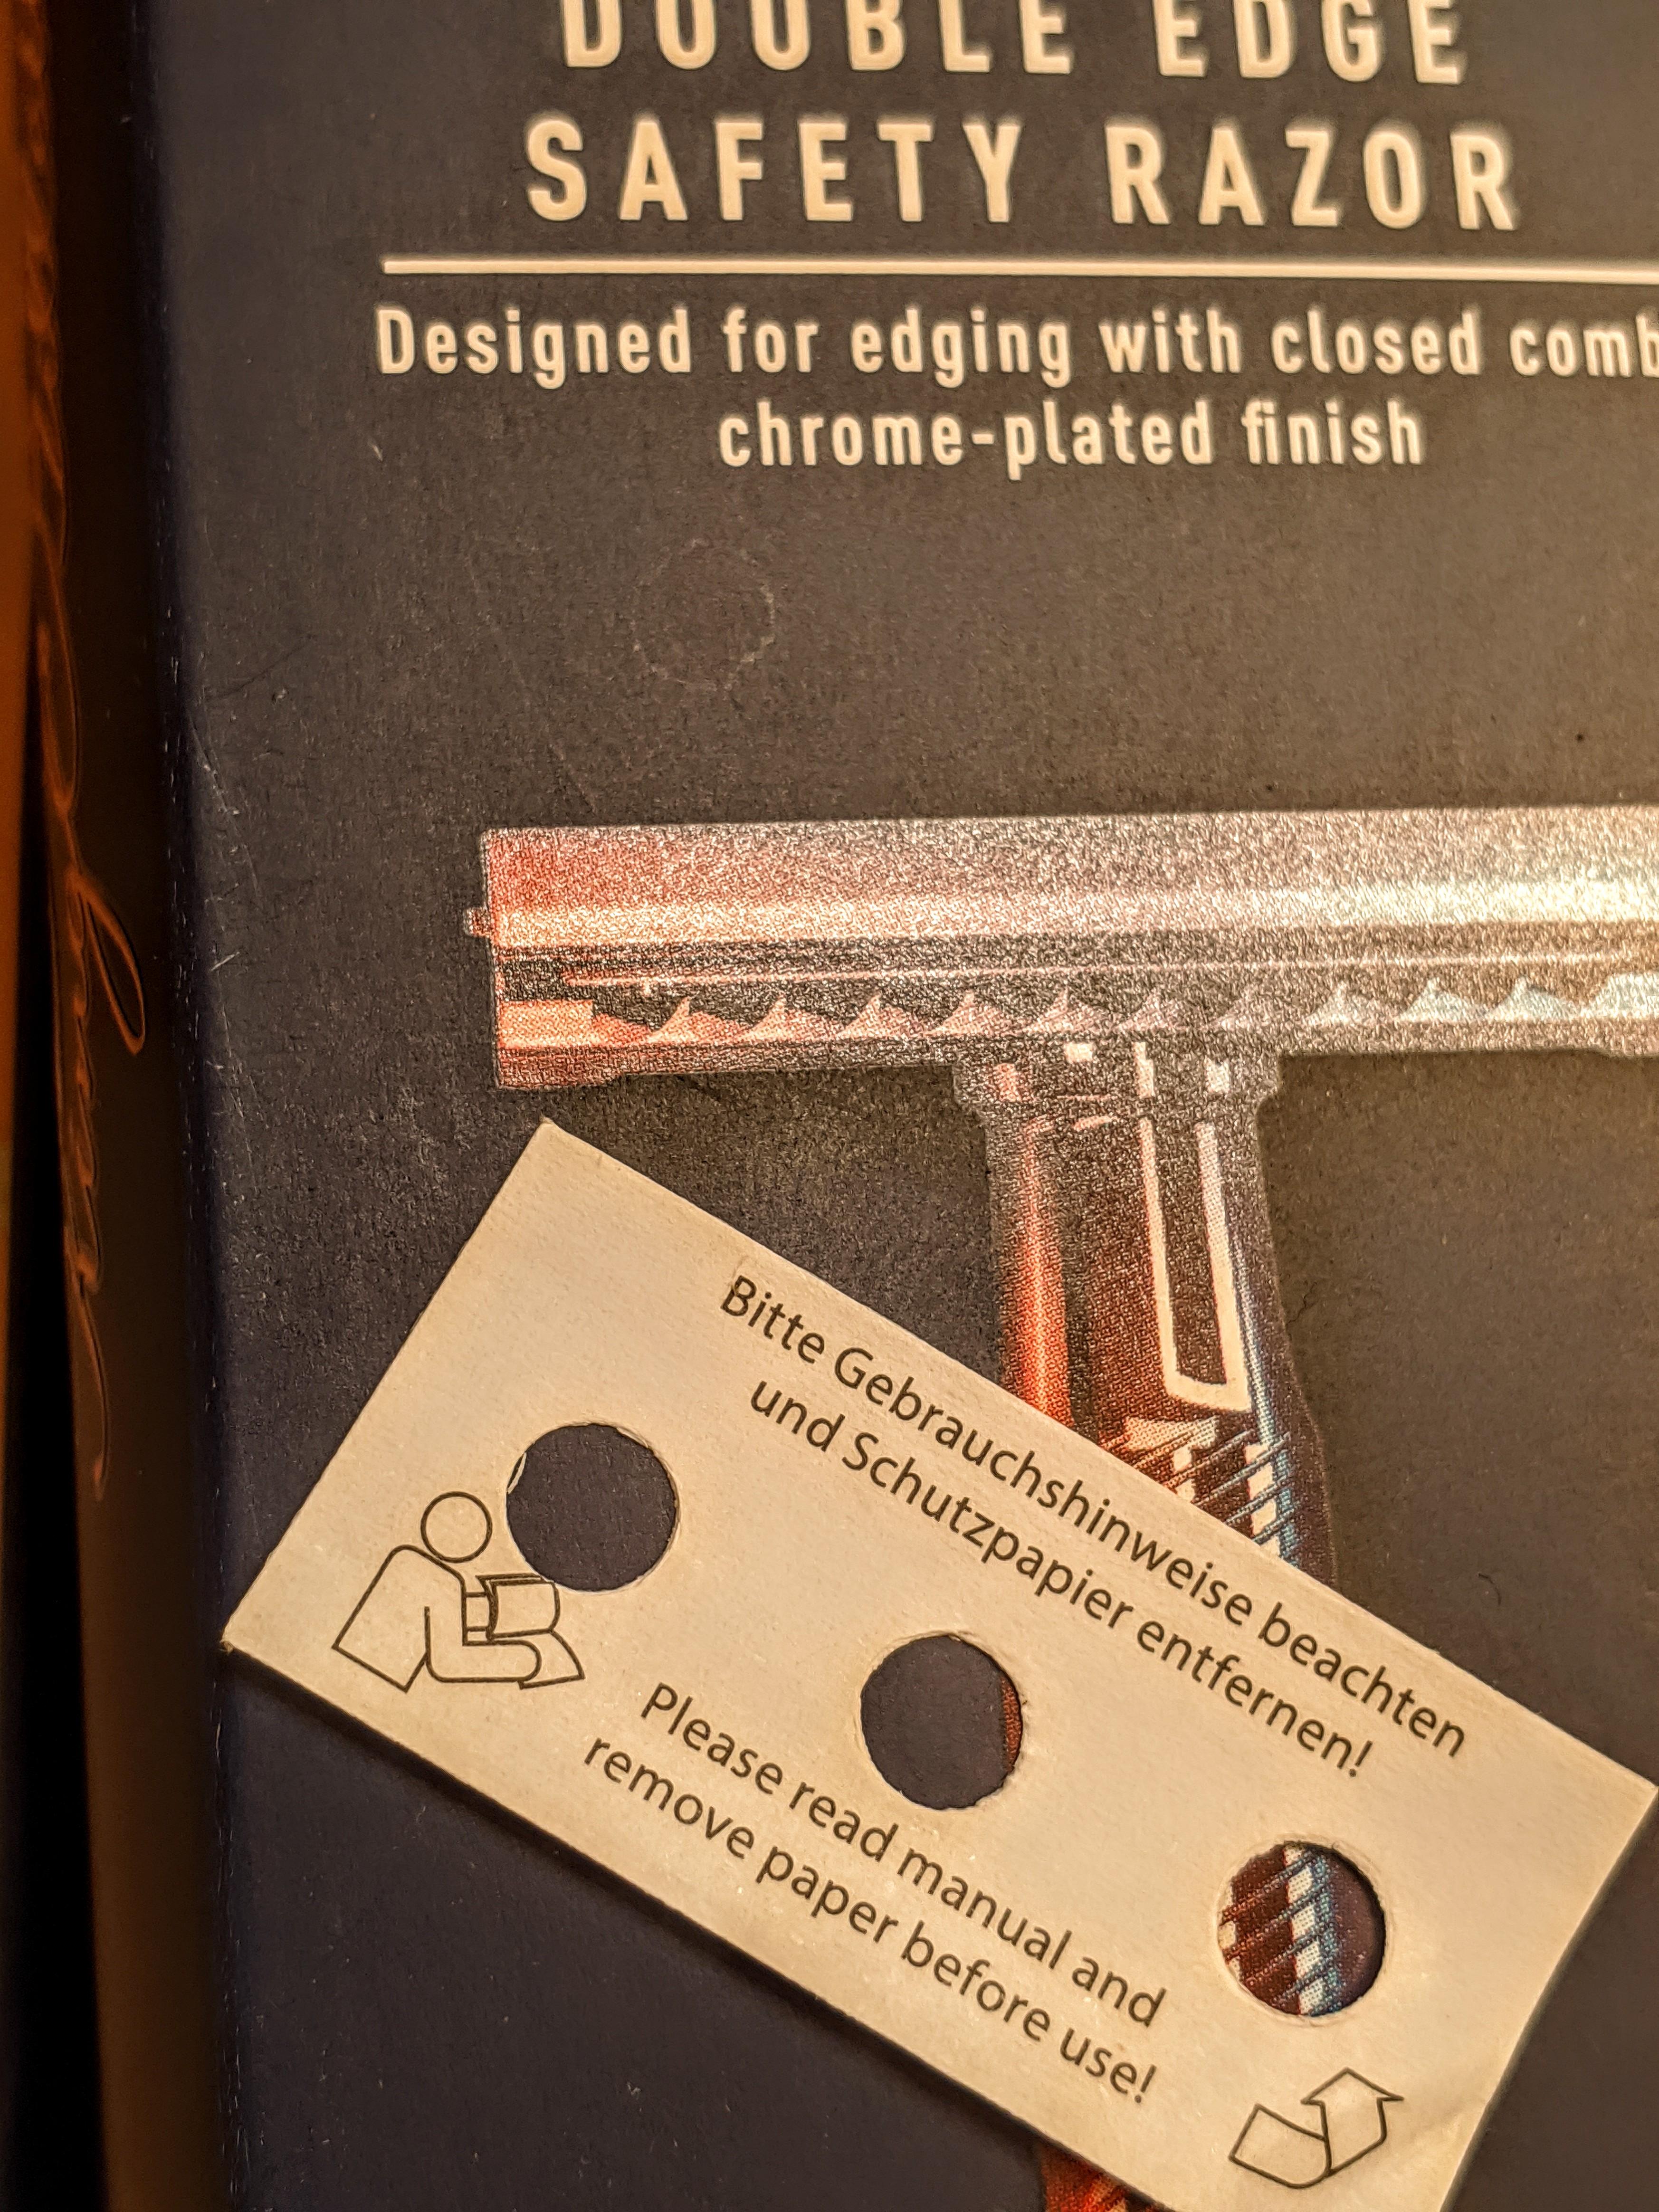 DOUBLE EDGE
SAFETY RAZOR
Designed for edging with closed comb
chrome-plated finish
Bitte Gebrauchshinweise beachten
und Schutzpapier entfernen!
Please read manual and
remove paper before use!